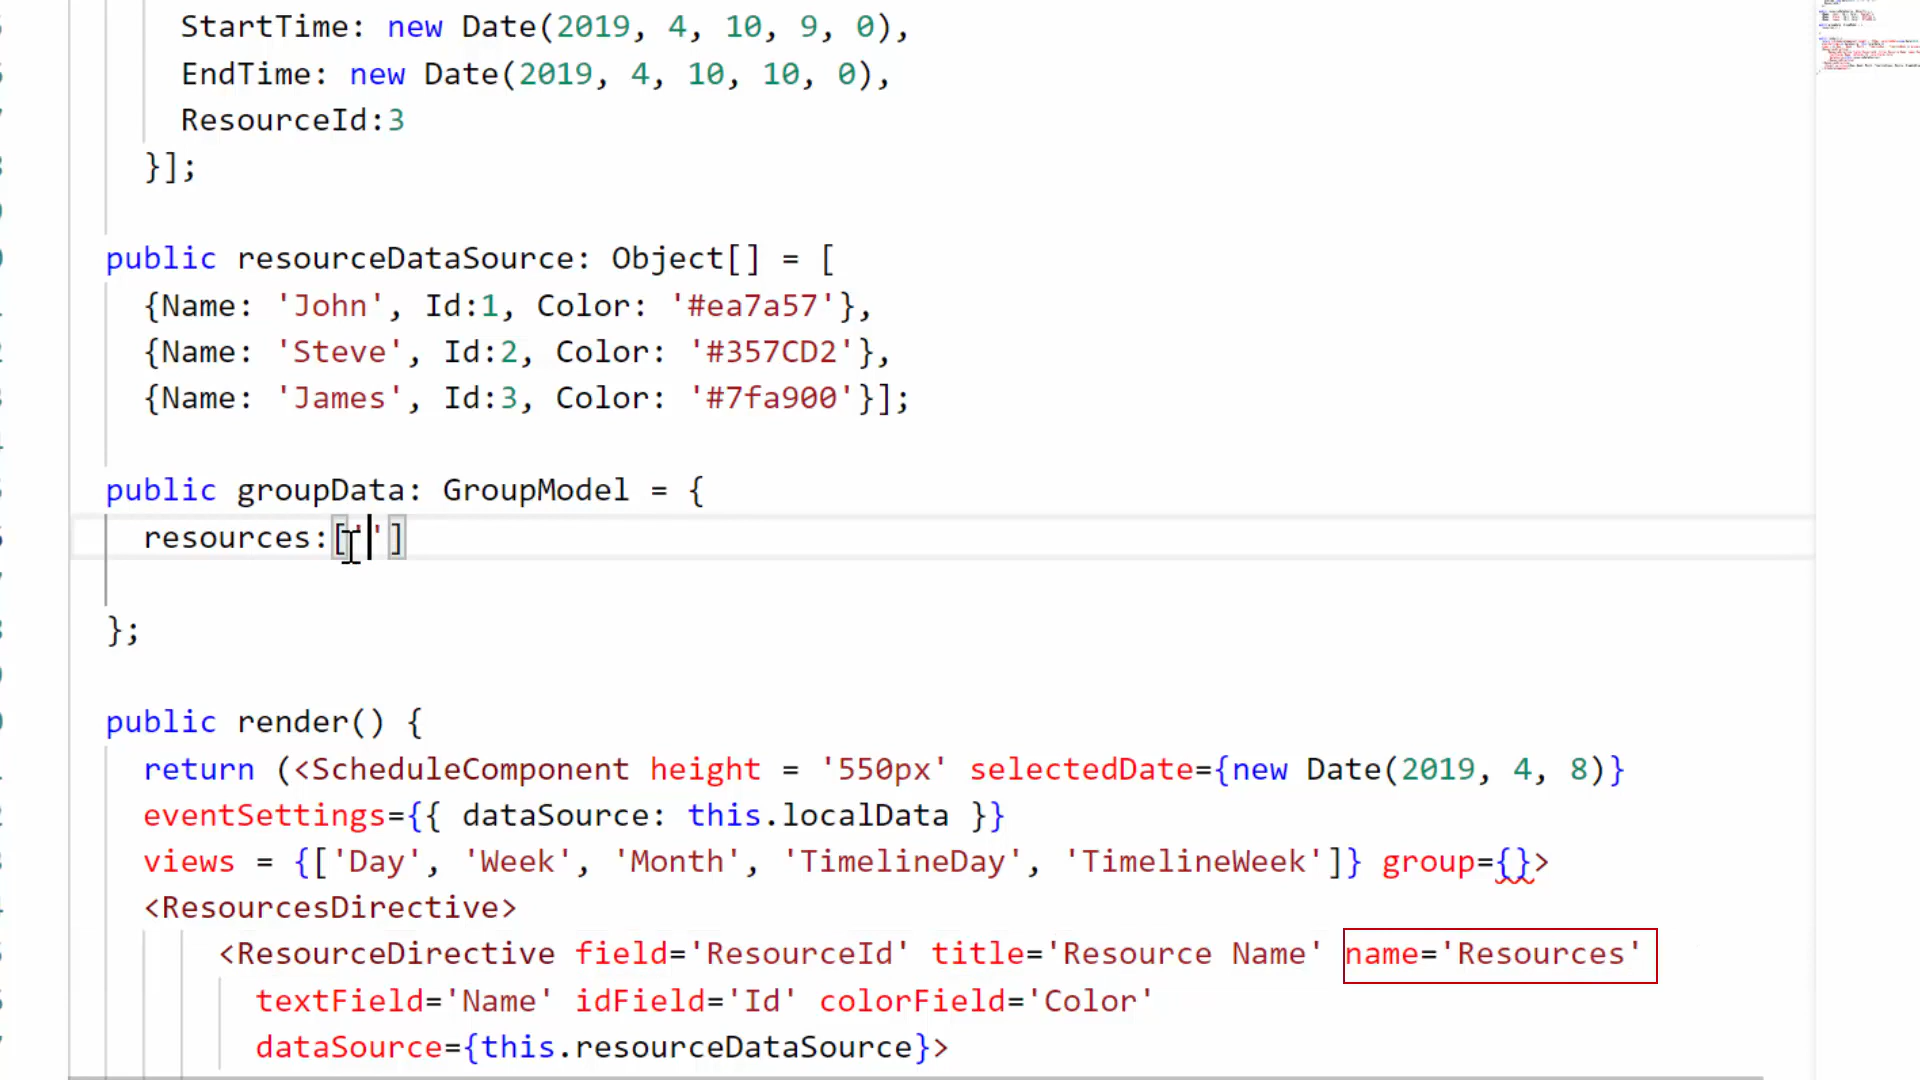 StartTime: new Date(2019, 4, 10, 9, 0),
EndTime: new Date(2019, 4, 10, 10, 0),
ResourceId:3
}];
public resourceDataSource: Object[] = [
{Name: 'John', Id:1, Color: '#ea7a57'},
{Name: 'Steve', Id:2, Color: '#357CD2'},
{Name: 'James', Id:3, Color: '#7fa900'}];
public groupData: GroupModel = {
resources:['']
};
public render() {
return (<ScheduleComponent height = '550px' selectedDate={new Date(2019, 4, 8)}
eventSettings={{ dataSource: this.localData }}
views = {['Day', 'Week', 'Month', 'TimelineDay', 'TimelineWeek']} group={}>
<ResourcesDirective>
<ResourceDirective field='ResourceId' title='Resource Name' name='Resources'
textField='Name' idField='Id' colorField='Color'
dataSource={this.resourceDataSource}>